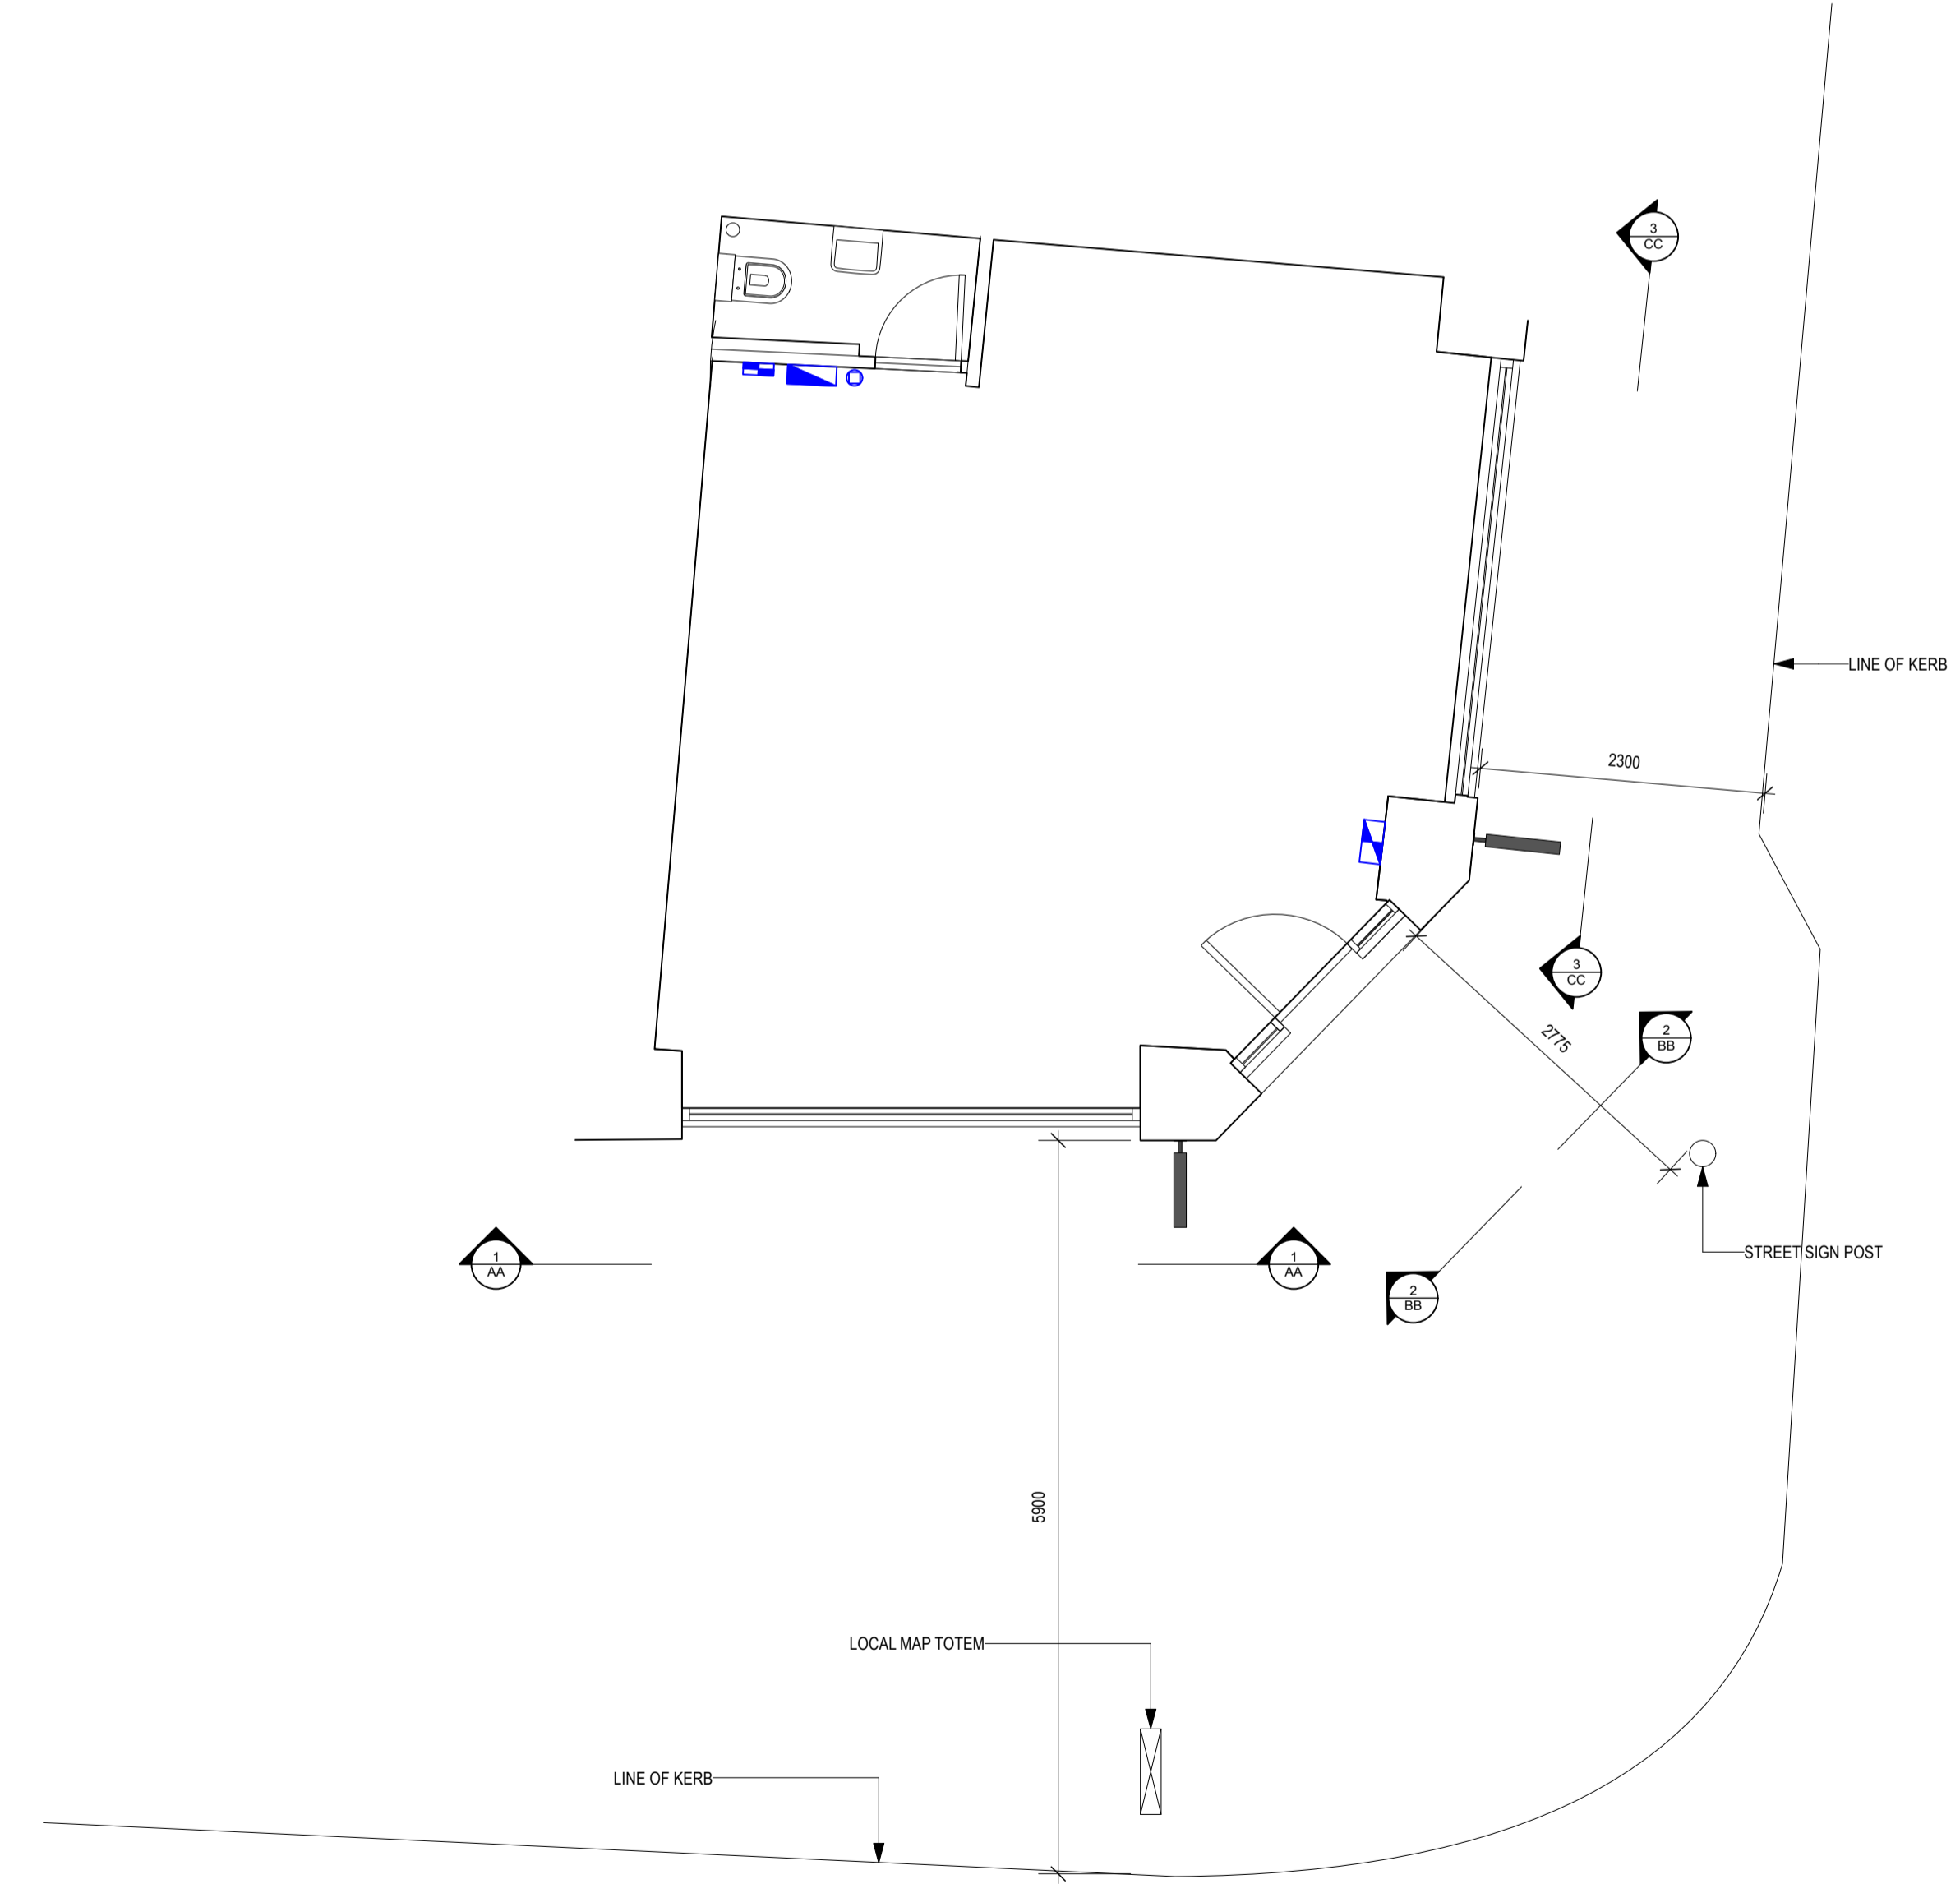 3
CC
LINE OF KERB
2300
3
CC
2
BB
2775
1
AA
1
AA
STREET SIGN POST
2
BB
5900
LOCAL MAP TOTEM
LINE OF KERB